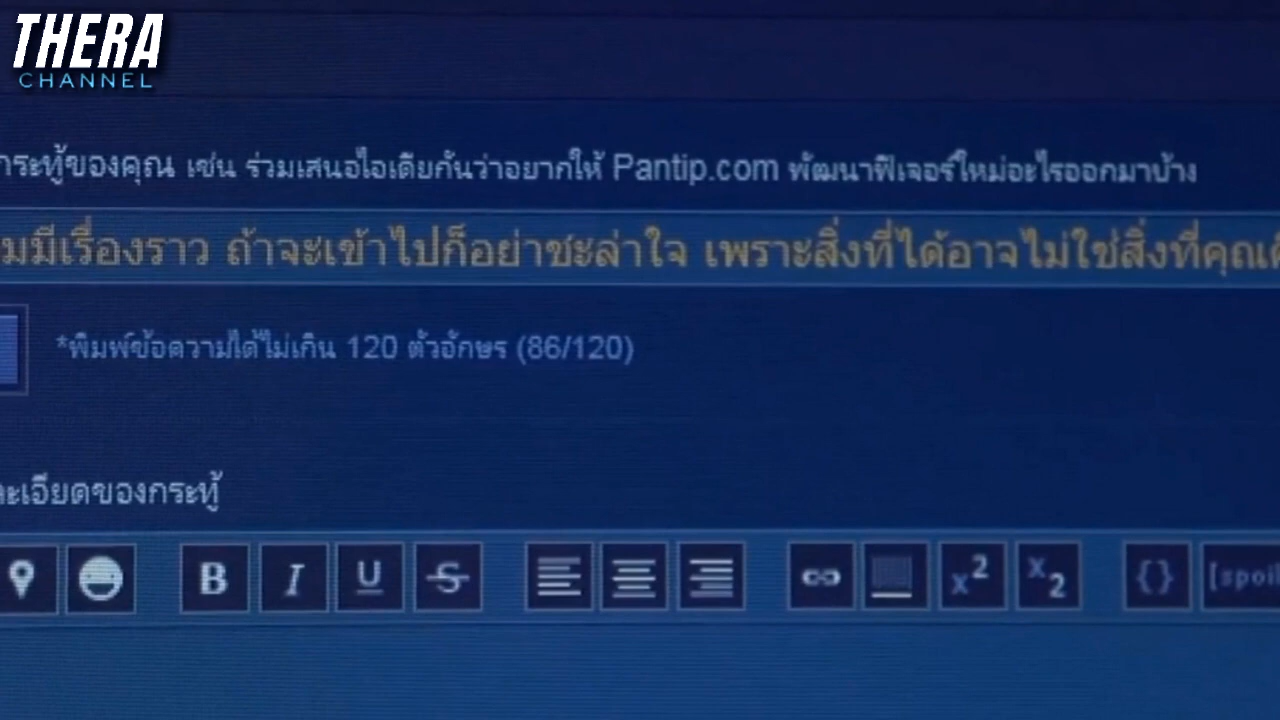 THERA
CHANNEL
กระทู้ของคุณ เช่น ร่วมเสนอไอเดียกันว่าอยากให้ Pantip.com พัฒนาฟีเจอร์ใหม่อะไรออกมาบ้าง
มมีเรื่องราว ถ้าจะเข้าไปก็อย่าชะล่าใจ เพราะสิ่งที่ได้อาจไม่ใช่สิ่งที่คุณ
*พิมพ์ข้อความได้ไม่เกิน 120 ตัวอักษร (86/120)
ละเอียดของกระทู้
B I U S x2 x2 {} [spoil